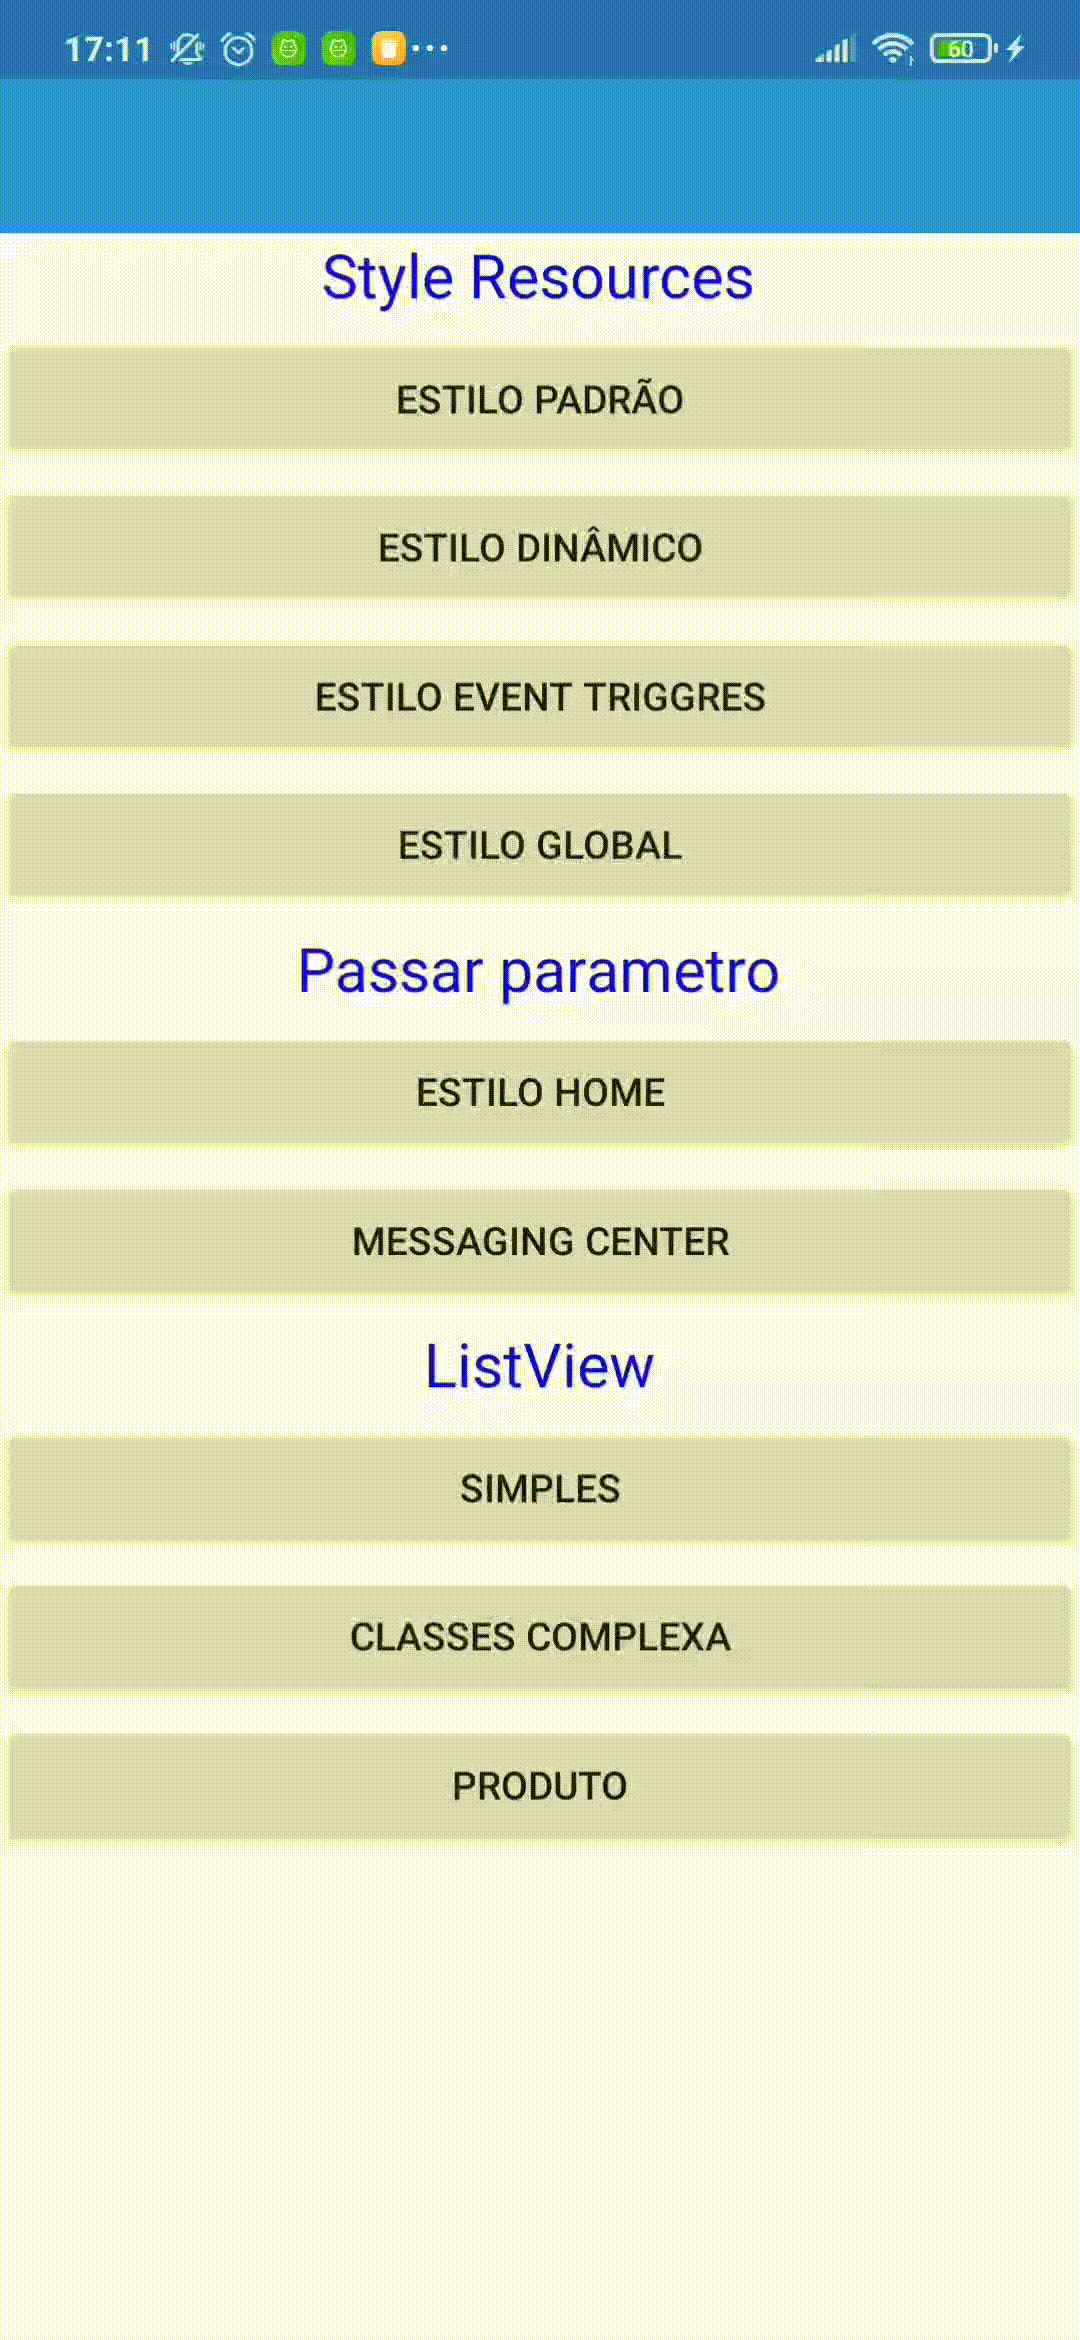 17:11
60
Style Resources
ESTILO PADRÃO
ESTILO DINÂMICO
ESTILO EVENT TRIGGRES
ESTILO GLOBAL
Passar parametro
ESTILO HOME
MESSAGING CENTER
ListView
SIMPLES
CLASSES COMPLEXA
PRODUTO